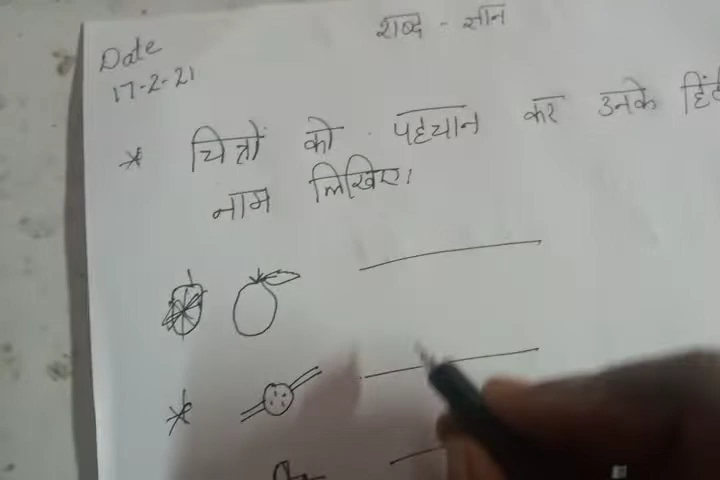 शब्द - सीन
Date
17-2-21
* चित्रों को पहचान कर उनके
नाम लिखिए।
*